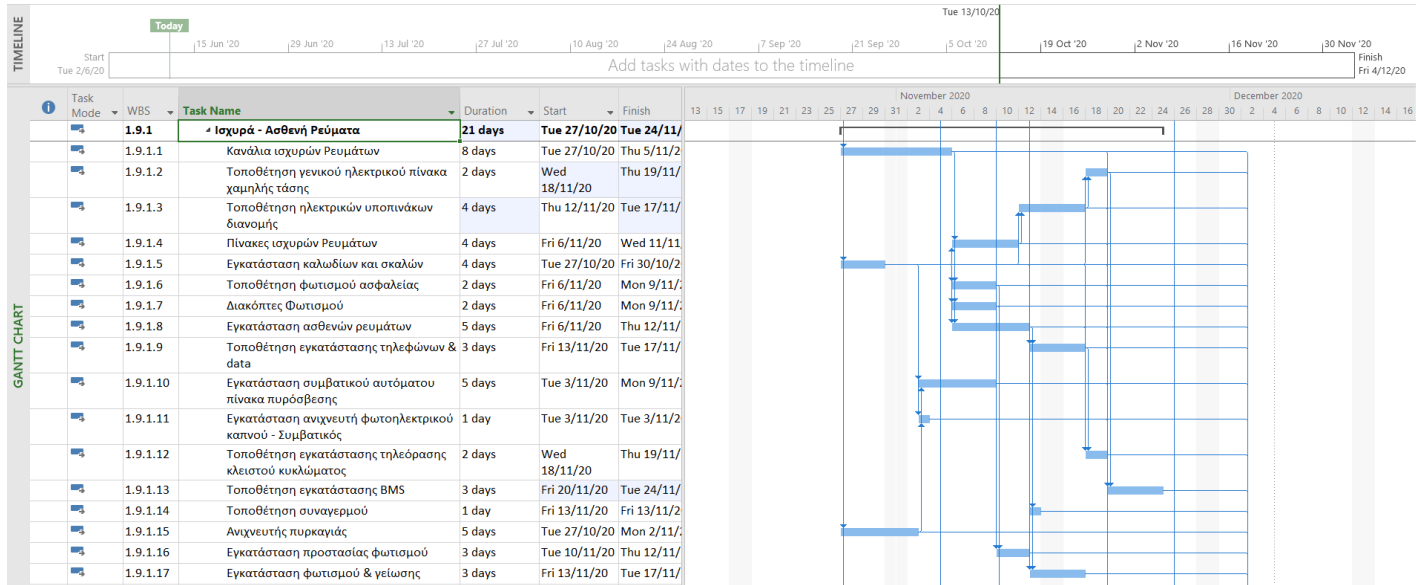 TIMELINE
Tue 13/10/20
Today
15 Jun '20 29 Jun '20 13 Jul '20 27 Jul '20 10 Aug '20 24 Aug '20 7 Sep '20 21 Sep '20 5 Oct '20 19 Oct '20 2 Nov '20 16 Nov '20 30 Nov '20
Start
Tue 2/6/20
Add tasks with dates to the timeline
Finish
Fri 4/12/20
GANTT CHART
Task Mode WBS Task Name Duration Start Finish
November 2020 December 2020
13 15 17 19 21 23 25 27 29 31 2 4 6 8 10 12 14 16 18 20 22 24 26 28 30 2 4 6 8 10 12 14 16
1.9.1 Ισχυρά - Ασθενή Ρεύματα 21 days Tue 27/10/20 Tue 24/11/
1.9.1.1 Κανάλια ισχυρών Ρευμάτων 8 days Tue 27/10/20 Thu 5/11/2
1.9.1.2 Τοποθέτηση γενικού ηλεκτρικού πίνακα 2 days Wed Thu 19/11/
χαμηλής τάσης 18/11/20
1.9.1.3 Τοποθέτηση ηλεκτρικών υποπινάκων 4 days Thu 12/11/20 Tue 17/11/
διανομής
1.9.1.4 Πίνακες ισχυρών Ρευμάτων 4 days Fri 6/11/20 Wed 11/11
1.9.1.5 Εγκατάσταση καλωδίων και σκαλών 4 days Tue 27/10/20 Fri 30/10/2
1.9.1.6 Τοποθέτηση φωτισμού ασφαλείας 2 days Fri 6/11/20 Mon 9/11/
1.9.1.7 Διακόπτες Φωτισμού 2 days Fri 6/11/20 Mon 9/11/
1.9.1.8 Εγκατάσταση ασθενών ρευμάτων 5 days Fri 6/11/20 Thu 12/11/
1.9.1.9 Τοποθέτηση εγκατάστασης τηλεφώνων & 3 days Fri 13/11/20 Tue 17/11/
data
1.9.1.10 Εγκατάσταση συμβατικού αυτόματου 5 days Tue 3/11/20 Mon 9/11/
πίνακα πυρόσβεσης
1.9.1.11 Εγκατάσταση ανιχνευτή φωτοηλεκτρικού 1 day Tue 3/11/20 Tue 3/11/2
καπνού - Συμβατικός
1.9.1.12 Τοποθέτηση εγκατάστασης τηλεόρασης 2 days Wed Thu 19/11/
κλειστού κυκλώματος 18/11/20
1.9.1.13 Τοποθέτηση εγκατάστασης BMS 3 days Fri 20/11/20 Tue 24/11/
1.9.1.14 Τοποθέτηση συναγερμού 1 day Fri 13/11/20 Fri 13/11/2
1.9.1.15 Ανιχνευτής πυρκαγιάς 5 days Tue 27/10/20 Mon 2/11/
1.9.1.16 Εγκατάσταση προστασίας φωτισμού 3 days Tue 10/11/20 Thu 12/11/
1.9.1.17 Εγκατάσταση φωτισμού & γείωσης 3 days Fri 13/11/20 Tue 17/11/